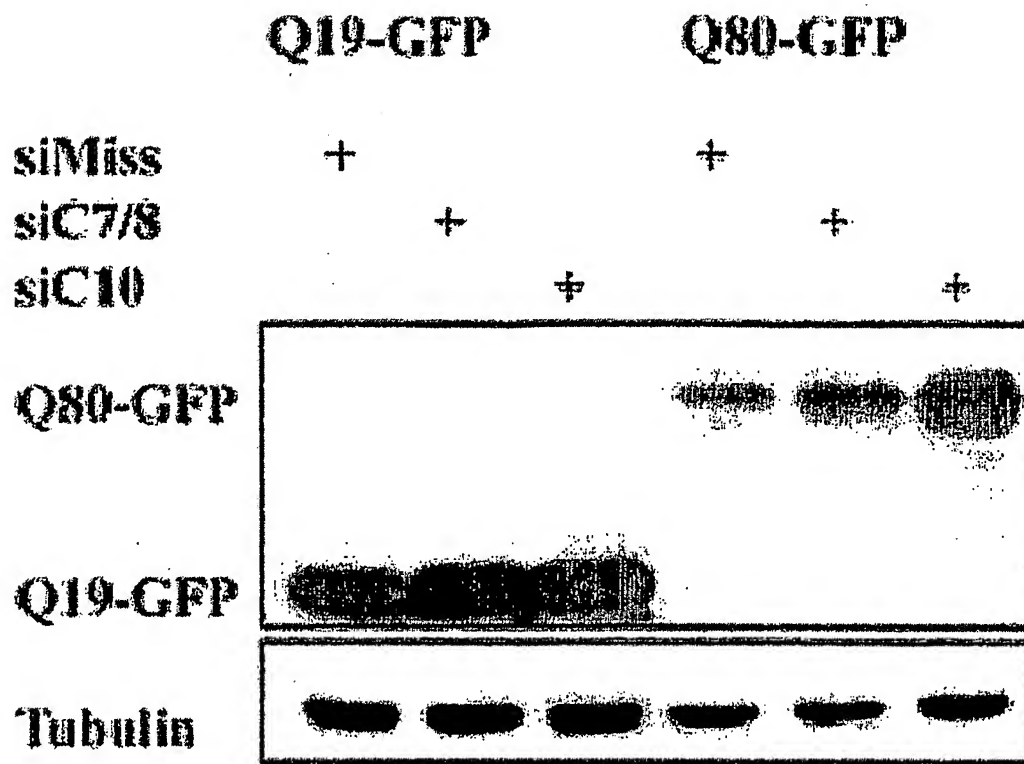 Q19-GFP Q80-GFP
siMiss + +
siC7/8 + +
siC10 + +
Q80-GFP
Q19-GFP
Tubulin